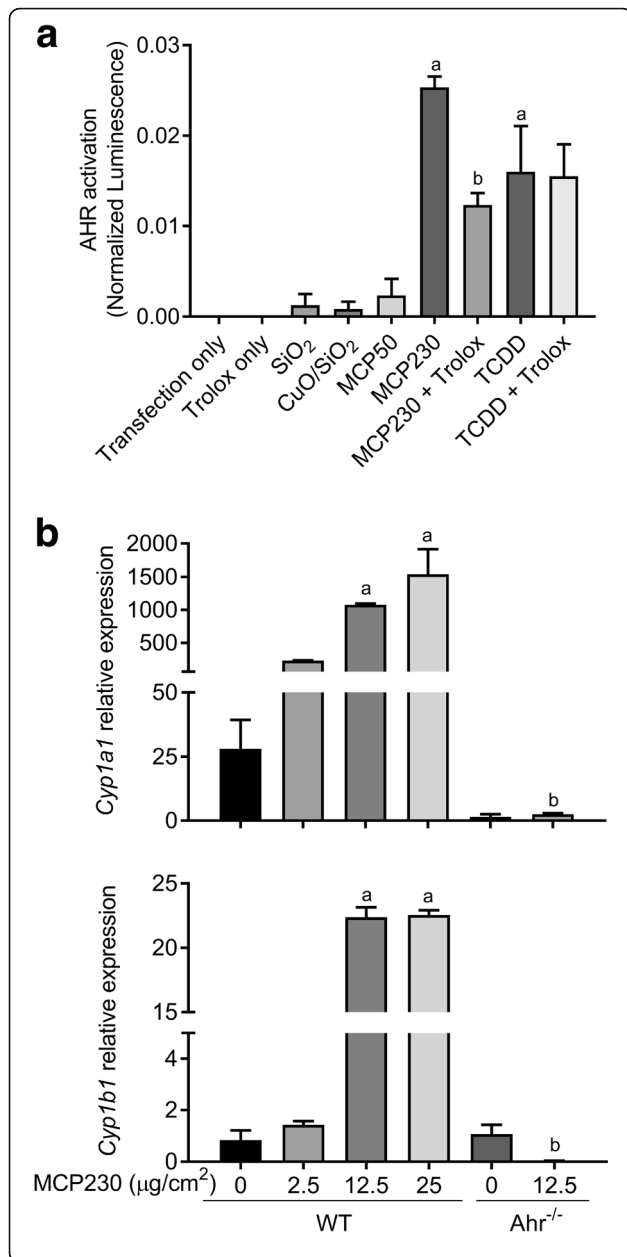 a
AHR activation
(Normalized Luminescence)
0.03
0.02
0.01
0.00
a
b
a
Transfection only
Trolox only
SiO₂
CuO/SiO₂
MCP50
MCP230
MCP230 + Trolox
TCDD
TCDD + Trolox
b
Cyp1a1 relative expression
2000
1500
1000
500
50
25
0
a
a
b
Cyp1b1 relative expression
25
20
15
4
2
0
a
a
b
MCP230 (μg/cm²) 0 2.5 12.5 25 0 12.5
WT Ahr⁻/⁻